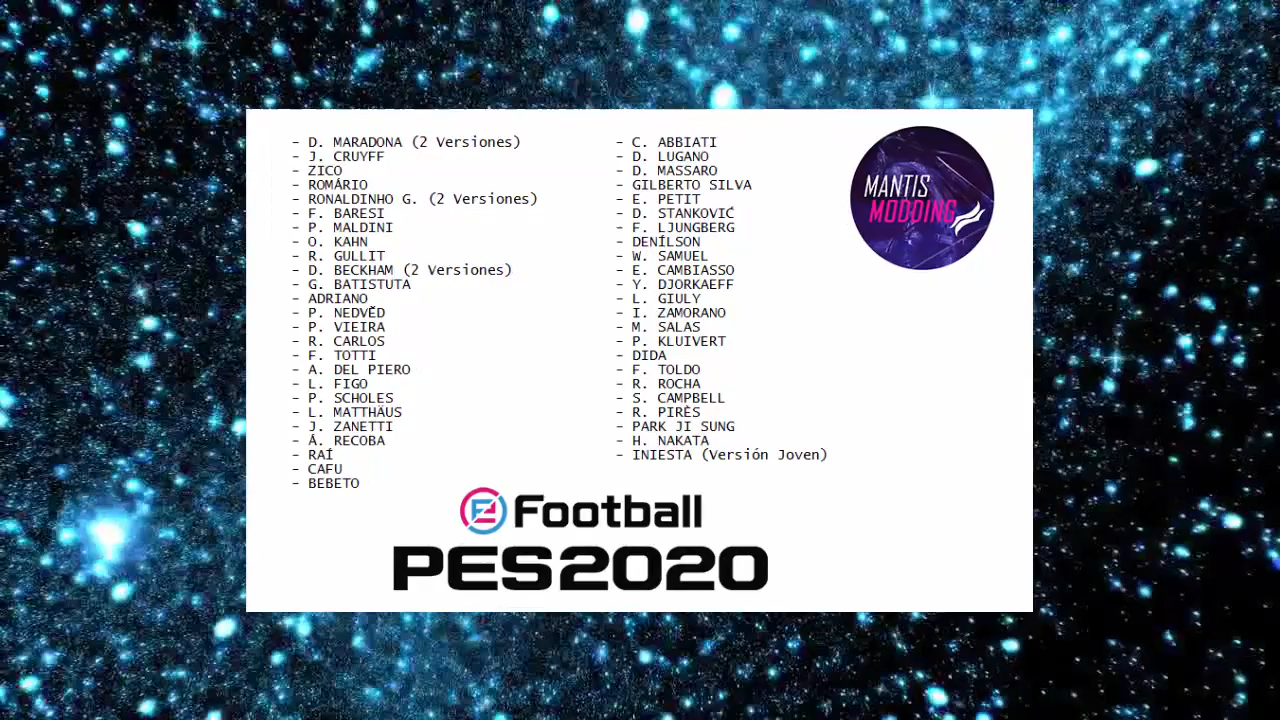 - D. MARADONA (2 Versiones)
- J. CRUYFF
- ZICO
- ROMÁRIO
- RONALDINHO G. (2 Versiones)
- F. BARESI
- P. MALDINI
- O. KAHN
- R. GULLIT
- D. BECKHAM (2 Versiones)
- G. BATISTUTA
- ADRIANO
- P. NEDVĚD
- P. VIEIRA
- R. CARLOS
- F. TOTTI
- A. DEL PIERO
- L. FIGO
- P. SCHOLES
- L. MATTHÄUS
- J. ZANETTI
- Á. RECOBA
- RAÍ
- CAFU
- BEBETO
- C. ABBIATI
- D. LUGANO
- D. MASSARO
- GILBERTO SILVA
- E. PETIT
- D. STANKOVIĆ
- F. LJUNGBERG
- DENÍLSON
- W. SAMUEL
- E. CAMBIASSO
- Y. DJORKAEFF
- L. GIULY
- I. ZAMORANO
- M. SALAS
- P. KLUIVERT
- DIDA
- F. TOLDO
- R. ROCHA
- S. CAMPBELL
- R. PIRÈS
- PARK JI SUNG
- H. NAKATA
- INIESTA (Versión Joven)
MANTIS
MODDING
eFootball
PES2020